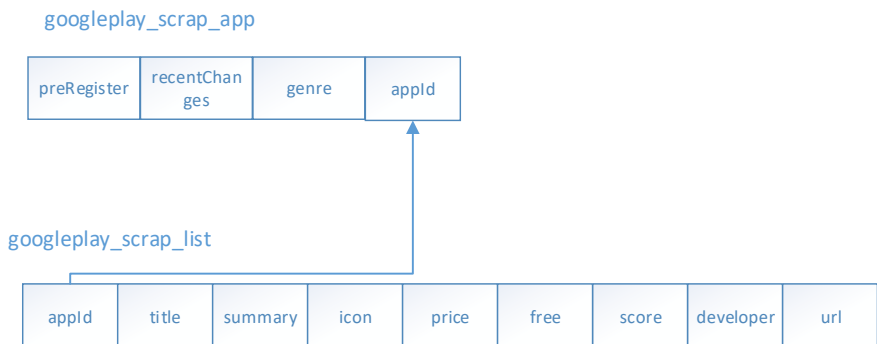 googleplay_scrap_app
preRegister
recentChan
ges
genre
appId
googleplay_scrap_list
appId
title
summary
icon
price
free
score
developer
url